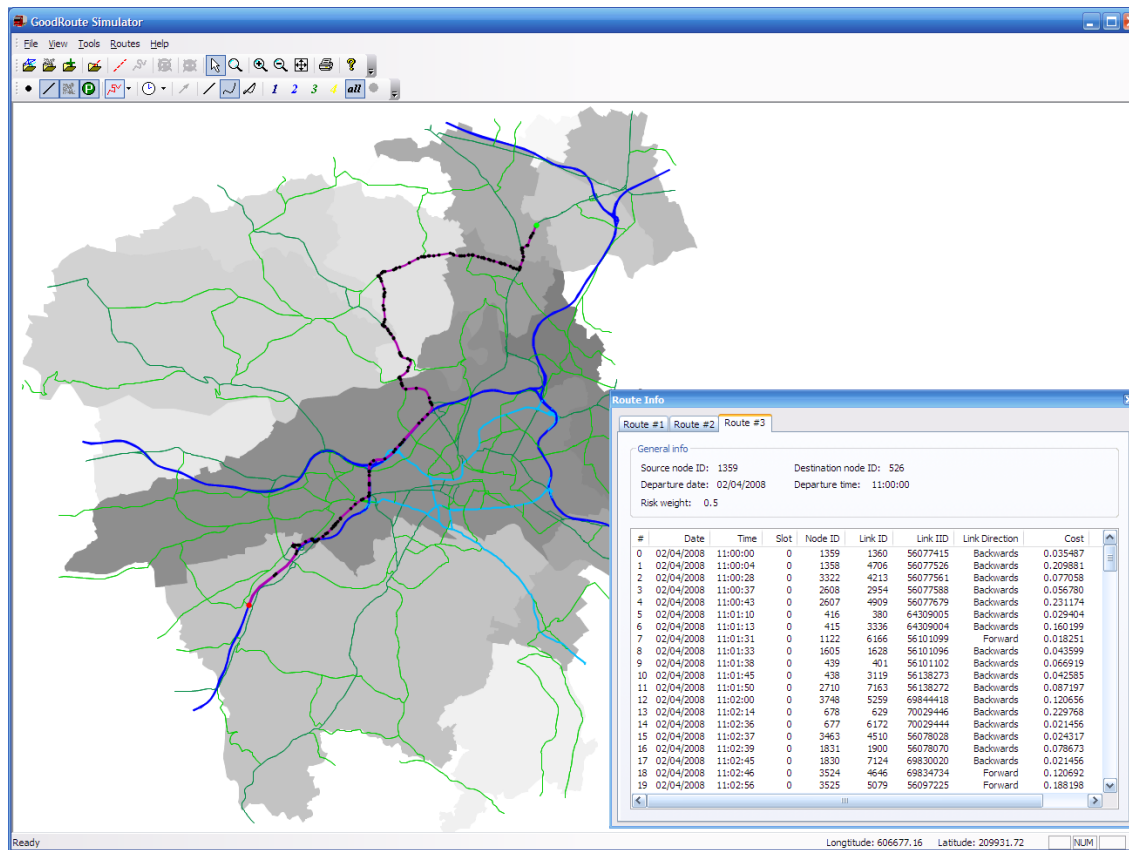 GoodRoute Simulator
File View Tools Routes Help
1 2 3 4 all
Route Info
Route #1 Route #2 Route #3
General info
Source node ID: 1359 Destination node ID: 526
Departure date: 02/04/2008 Departure time: 11:00:00
Risk weight: 0.5
# Date Time Slot Node ID Link ID Link IID Link Direction Cost
0 02/04/2008 11:00:00 0 1359 1360 56077415 Backwards 0.035487
1 02/04/2008 11:00:04 0 1358 4706 56077526 Backwards 0.209881
2 02/04/2008 11:00:28 0 3322 4213 56077561 Backwards 0.077058
3 02/04/2008 11:00:37 0 2608 2954 56077588 Backwards 0.056780
4 02/04/2008 11:00:43 0 2607 4909 56077679 Backwards 0.231174
5 02/04/2008 11:01:10 0 416 380 64309005 Backwards 0.029404
6 02/04/2008 11:01:13 0 415 3336 64309004 Backwards 0.160199
7 02/04/2008 11:01:31 0 1122 6166 56101099 Forward 0.018251
8 02/04/2008 11:01:33 0 1605 1628 56101096 Backwards 0.043599
9 02/04/2008 11:01:38 0 439 401 56101102 Backwards 0.066919
10 02/04/2008 11:01:45 0 438 3119 56138273 Backwards 0.042585
11 02/04/2008 11:01:50 0 2710 7163 56138272 Backwards 0.087197
12 02/04/2008 11:02:00 0 3748 5259 69844418 Backwards 0.120656
13 02/04/2008 11:02:14 0 678 629 70029446 Backwards 0.229768
14 02/04/2008 11:02:36 0 677 6172 70029444 Backwards 0.021456
15 02/04/2008 11:02:37 0 3463 4510 56078028 Backwards 0.024317
16 02/04/2008 11:02:39 0 1831 1900 56078070 Backwards 0.078673
17 02/04/2008 11:02:45 0 1830 7124 69830020 Backwards 0.021456
18 02/04/2008 11:02:46 0 3524 4646 69834734 Forward 0.120692
19 02/04/2008 11:02:56 0 3525 5079 56097225 Forward 0.188198
Ready Longtitude: 606677.16 Latitude: 209931.72 NUM